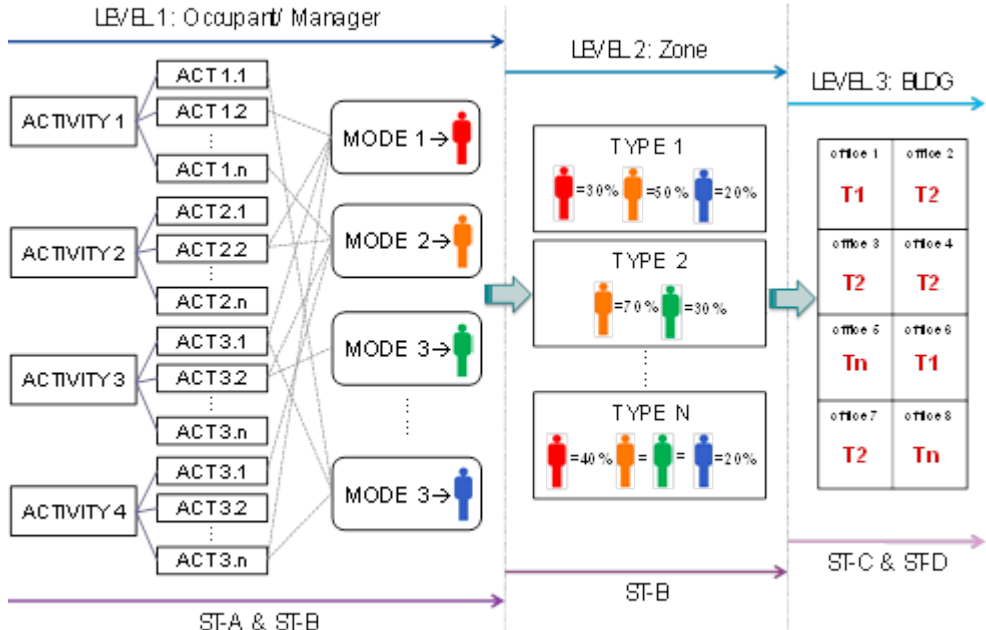 LEVEL 1: Occupant/ Manager
ACTIVITY 1
ACT 1.1
ACT 1.2
ACT 1.n
ACTIVITY 2
ACT 2.1
ACT 2.2
ACT 2.n
ACTIVITY 3
ACT 3.1
ACT 3.2
ACT 3.n
ACTIVITY 4
ACT 3.1
ACT 3.2
ACT 3.n
MODE 1→
MODE 2→
MODE 3→
MODE 3→
ST-A & ST-B
LEVEL 2: Zone
TYPE 1
=30% =50% =20%
TYPE 2
=70% =30%
TYPE N
=40% = = =20%
ST-B
LEVEL 3: BLDG
office 1 office 2
T1 T2
office 3 office 4
T2 T2
office 5 office 6
Tn T1
office 7 office 8
T2 Tn
ST-C & ST-D